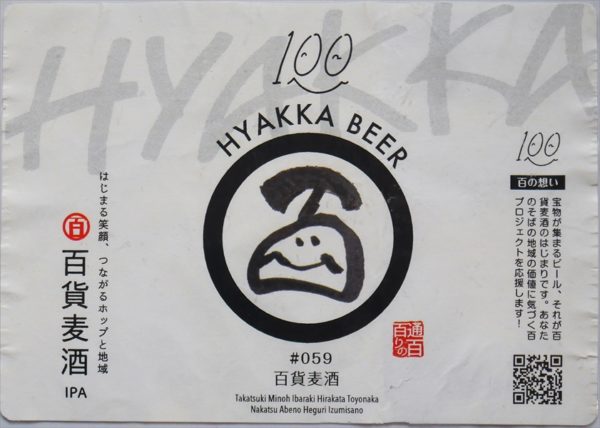 HYAKKA
100
HYAKKA BEER
百
#059
百貨麦酒
Takatsuki Minoh Ibaraki Hirakata Toyonaka
Nakatsu Abeno Heguri Izumisano
はじまる笑顔、つながるホップと地域
百
百貨麦酒
IPA
100
百の想い
宝物が集まるビール、それが百
貨麦酒のはじまりです。あなた
のそばの地域の価値に気づく百
プロジェクトを応援します!
通百
百りの